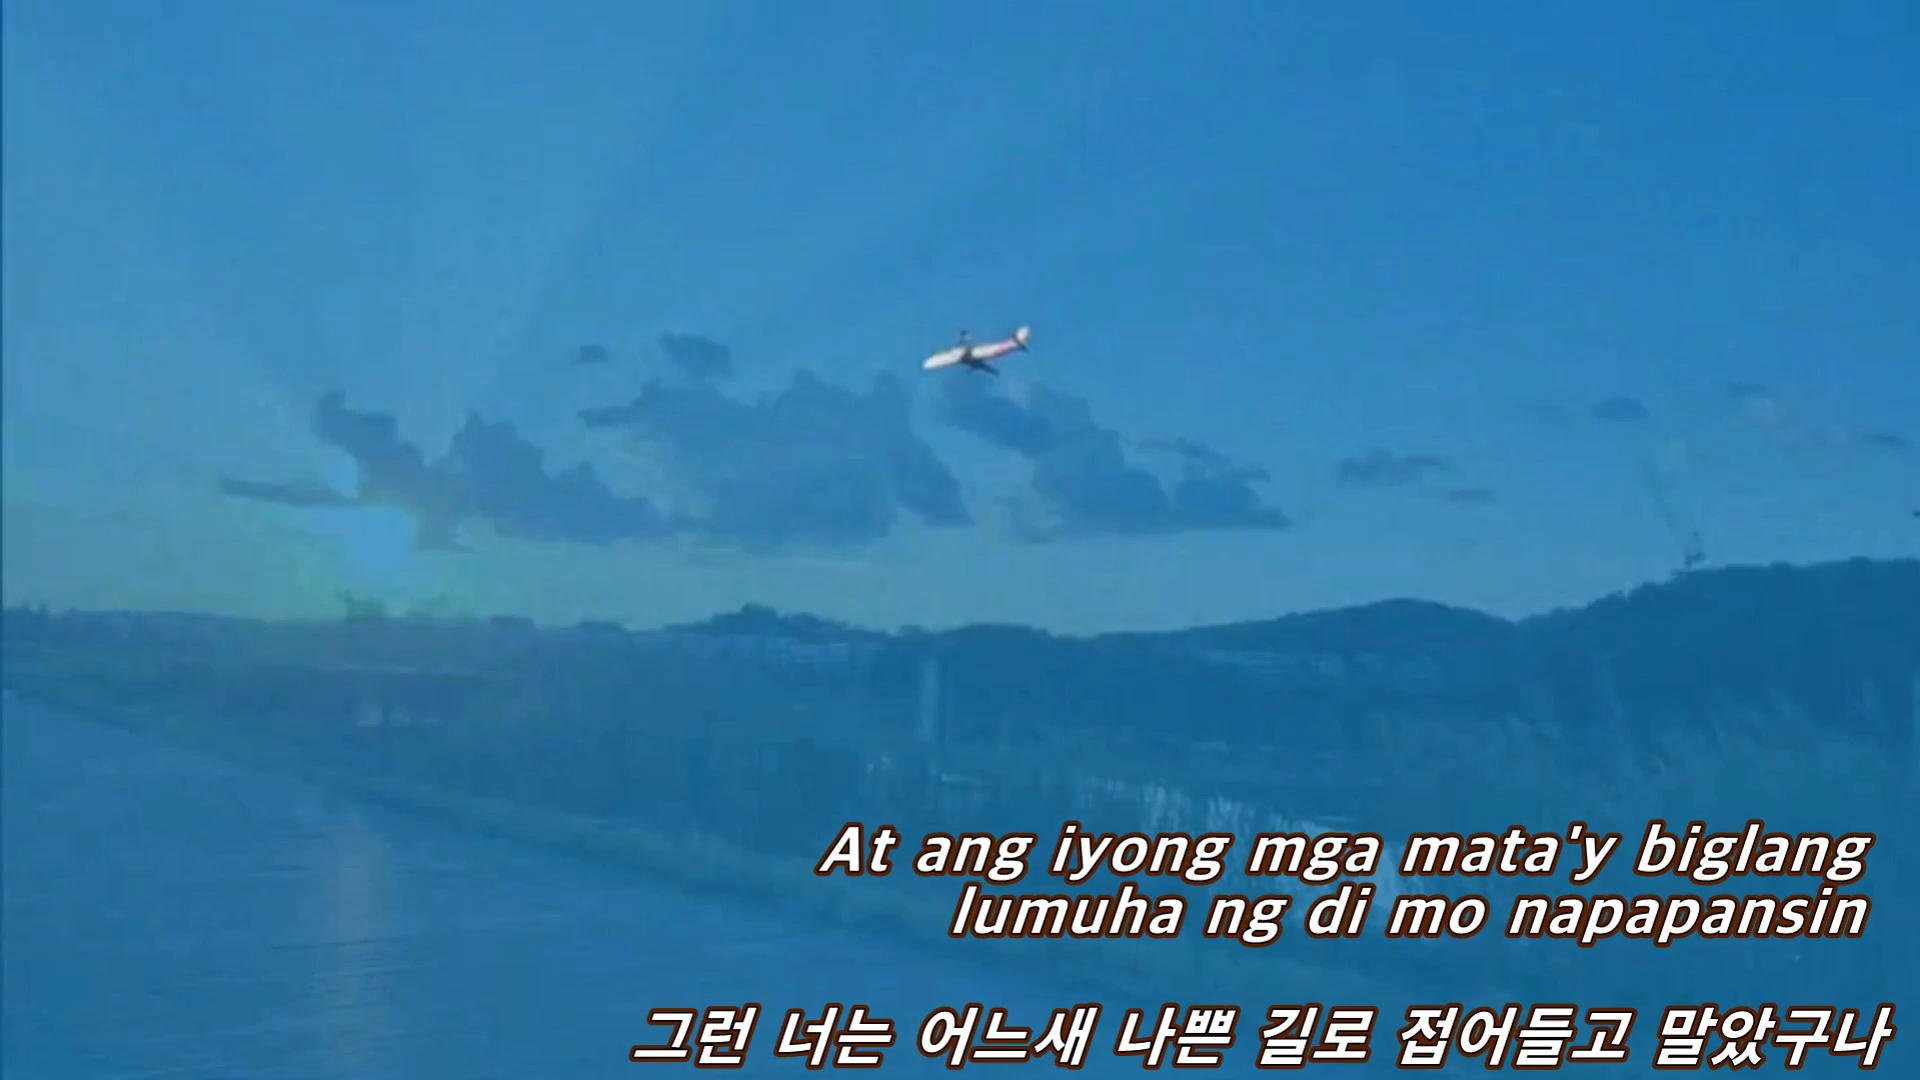 At ang iyong mga mata'y biglang
lumuha ng di mo napapansin
그런 너는 어느새 나쁜 길로 접어들고 말았구나